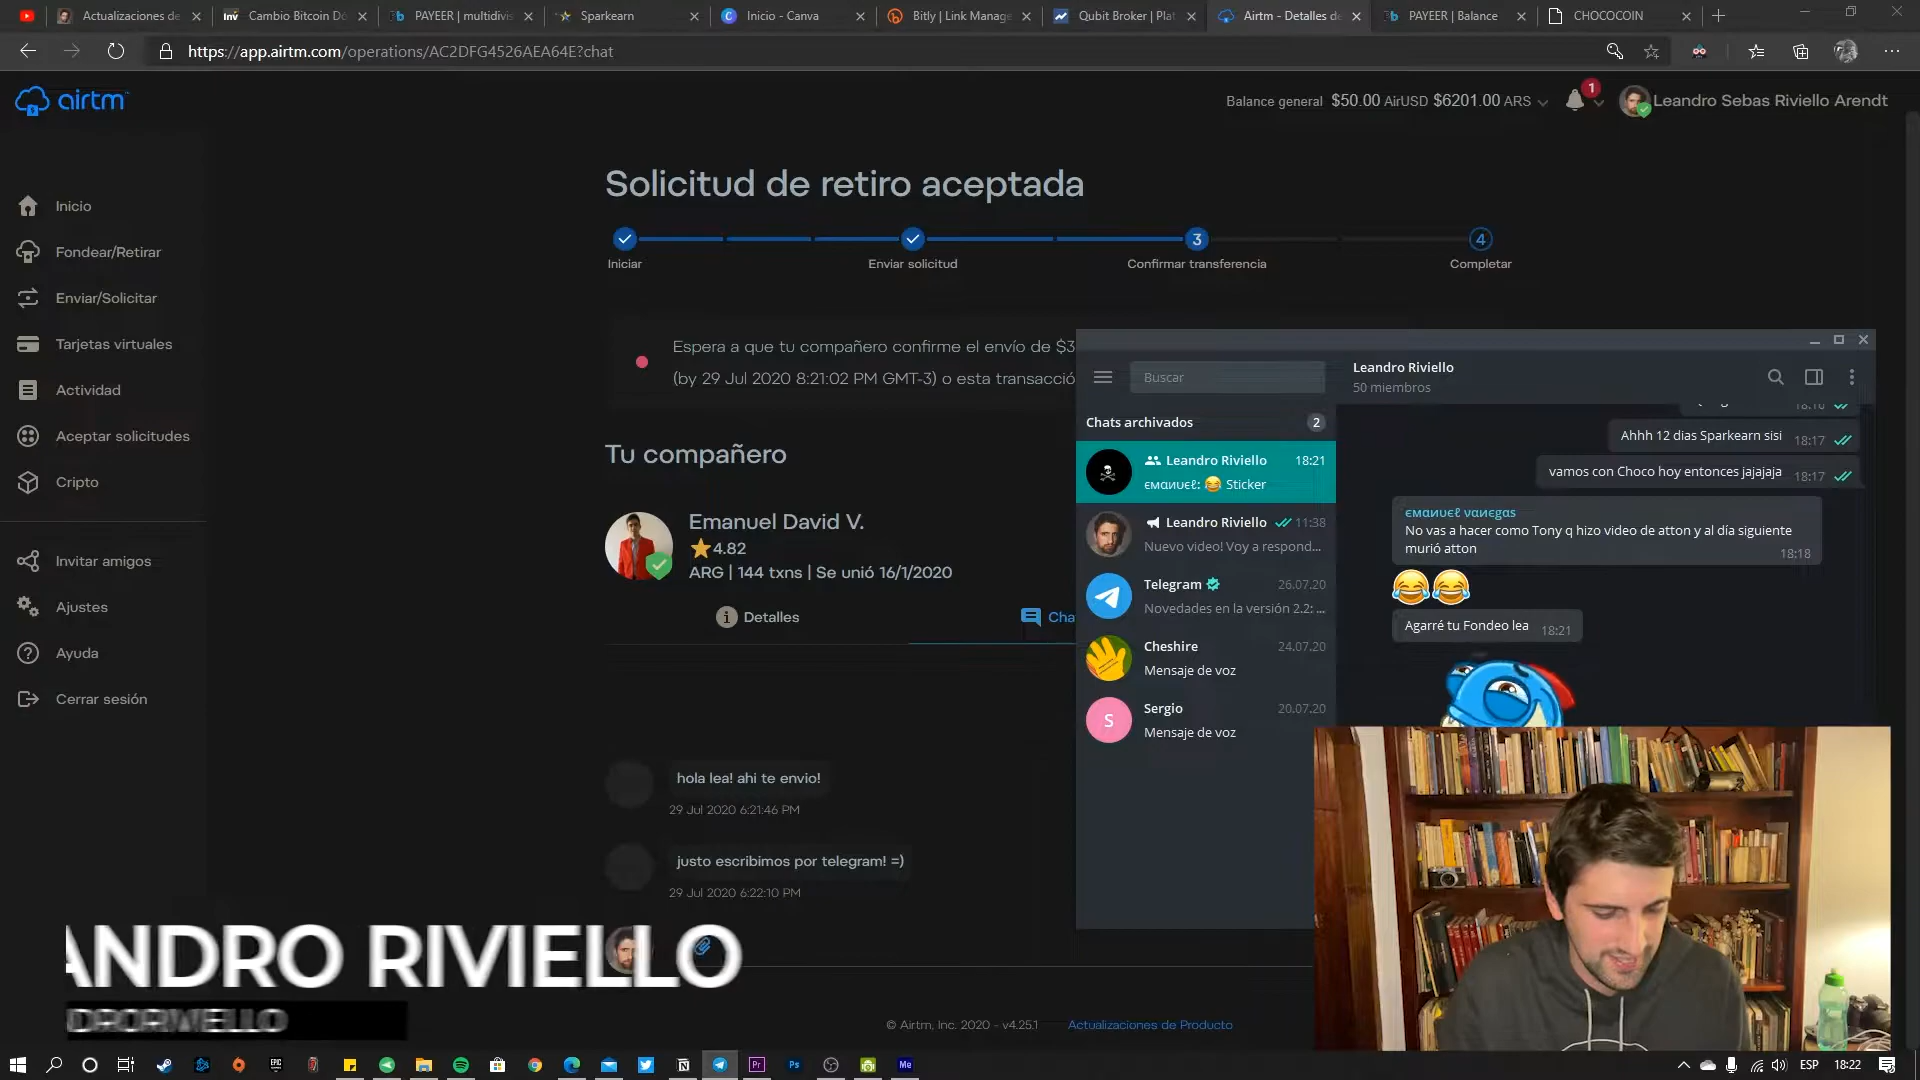 Actualizaciones de
Cambio Bitcoin Dó
PAYEER | multidivis
Sparkearn
Inicio - Canva
Bitly | Link Manage
Qubit Broker | Plat
Airtm - Detalles de
PAYEER | Balance
CHOCOCOIN
https://app.airtm.com/operations/AC2DFG4526AEA64E?chat
airtm
Balance general $50.00 AirUSD $6201.00 ARS
1
Leandro Sebas Riviello Arendt
Inicio
Fondear/Retirar
Enviar/Solicitar
Tarjetas virtuales
Actividad
Aceptar solicitudes
Cripto
Invitar amigos
Ajustes
Ayuda
Cerrar sesión
Solicitud de retiro aceptada
3
4
Iniciar
Enviar solicitud
Confirmar transferencia
Completar
Espera a que tu compañero confirme el envío de $3
(by 29 Jul 2020 8:21:02 PM GMT-3) o esta transacció
Tu compañero
Emanuel David V.
4.82
ARG | 144 txns | Se unió 16/1/2020
Detalles
Cha
hola lea! ahi te envio!
29 Jul 2020 6:21:46 PM
justo escribimos por telegram! =)
29 Jul 2020 6:22:10 PM
© Airtm, Inc. 2020 - v4.25.1
Actualizaciones de Producto
Buscar
Chats archivados
2
Leandro Riviello
18:21
ємαиυєℓ: 😂 Sticker
Leandro Riviello
11:38
Nuevo video! Voy a respond...
Telegram
26.07.20
Novedades en la versión 2.2: ...
Cheshire
24.07.20
Mensaje de voz
S
Sergio
20.07.20
Mensaje de voz
Leandro Riviello
50 miembros
Ahhh 12 dias Sparkearn sisi
18:17
vamos con Choco hoy entonces jajajaja
18:17
ємαиυєℓ ναиєgαs
No vas a hacer como Tony q hizo video de atton y al día siguiente
murió atton
18:18
Agarré tu Fondeo lea
18:21
ANDRO RIVIELLO
ESP
18:22